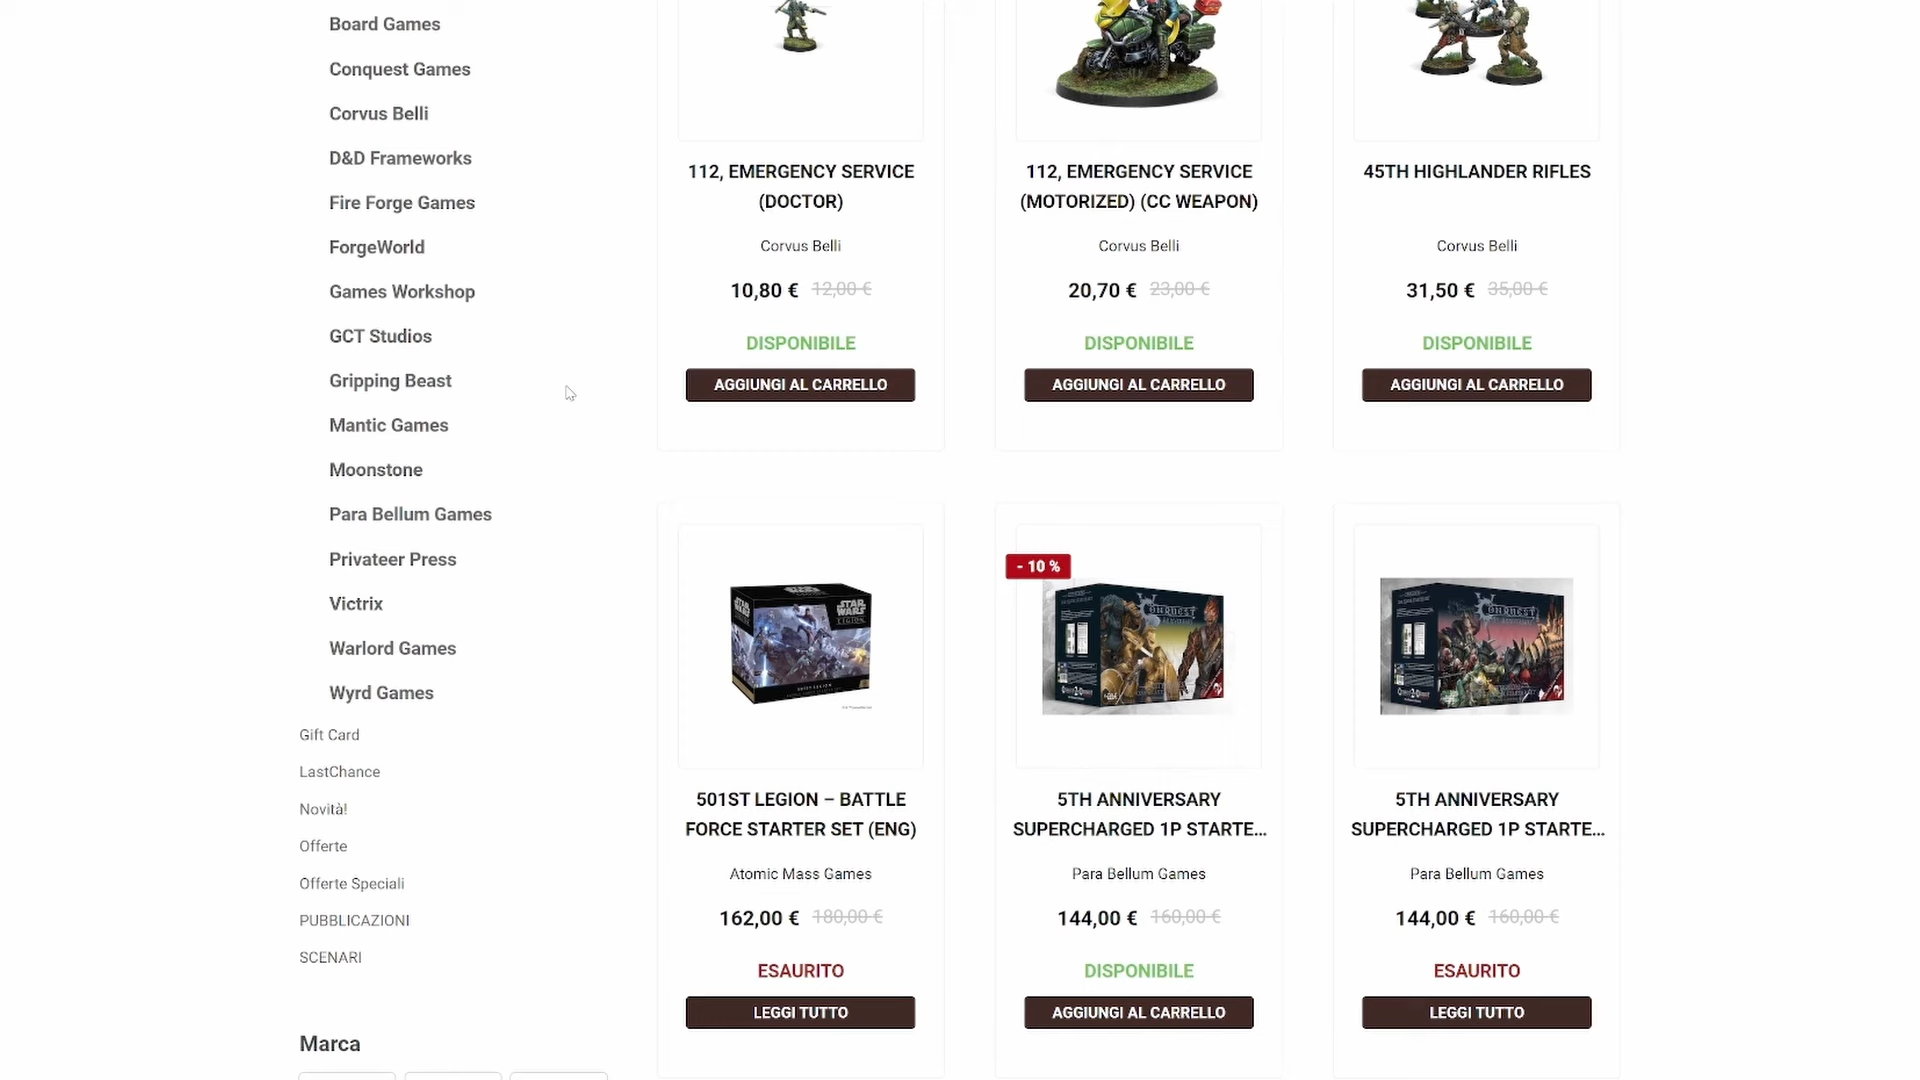 Board Games
Conquest Games
Corvus Belli
D&D Frameworks
Fire Forge Games
ForgeWorld
Games Workshop
GCT Studios
Gripping Beast
Mantic Games
Moonstone
Para Bellum Games
Privateer Press
Victrix
Warlord Games
Wyrd Games
Gift Card
LastChance
Novità!
Offerte
Offerte Speciali
PUBBLICAZIONI
SCENARI
Marca
112, EMERGENCY SERVICE
(DOCTOR)
Corvus Belli
10,80 € 12,00 €
DISPONIBILE
AGGIUNGI AL CARRELLO
112, EMERGENCY SERVICE
(MOTORIZED) (CC WEAPON)
Corvus Belli
20,70 € 23,00 €
DISPONIBILE
AGGIUNGI AL CARRELLO
45TH HIGHLANDER RIFLES
Corvus Belli
31,50 € 35,00 €
DISPONIBILE
AGGIUNGI AL CARRELLO
STAR
WARS
LEGION
501ST LEGION – BATTLE
FORCE STARTER SET (ENG)
Atomic Mass Games
162,00 € 180,00 €
ESAURITO
LEGGI TUTTO
- 10 %
CONQUEST
5TH ANNIVERSARY
SUPERCHARGED 1P STARTE...
Para Bellum Games
144,00 € 160,00 €
DISPONIBILE
AGGIUNGI AL CARRELLO
CONQUEST
5TH ANNIVERSARY
SUPERCHARGED 1P STARTE...
Para Bellum Games
144,00 € 160,00 €
ESAURITO
LEGGI TUTTO